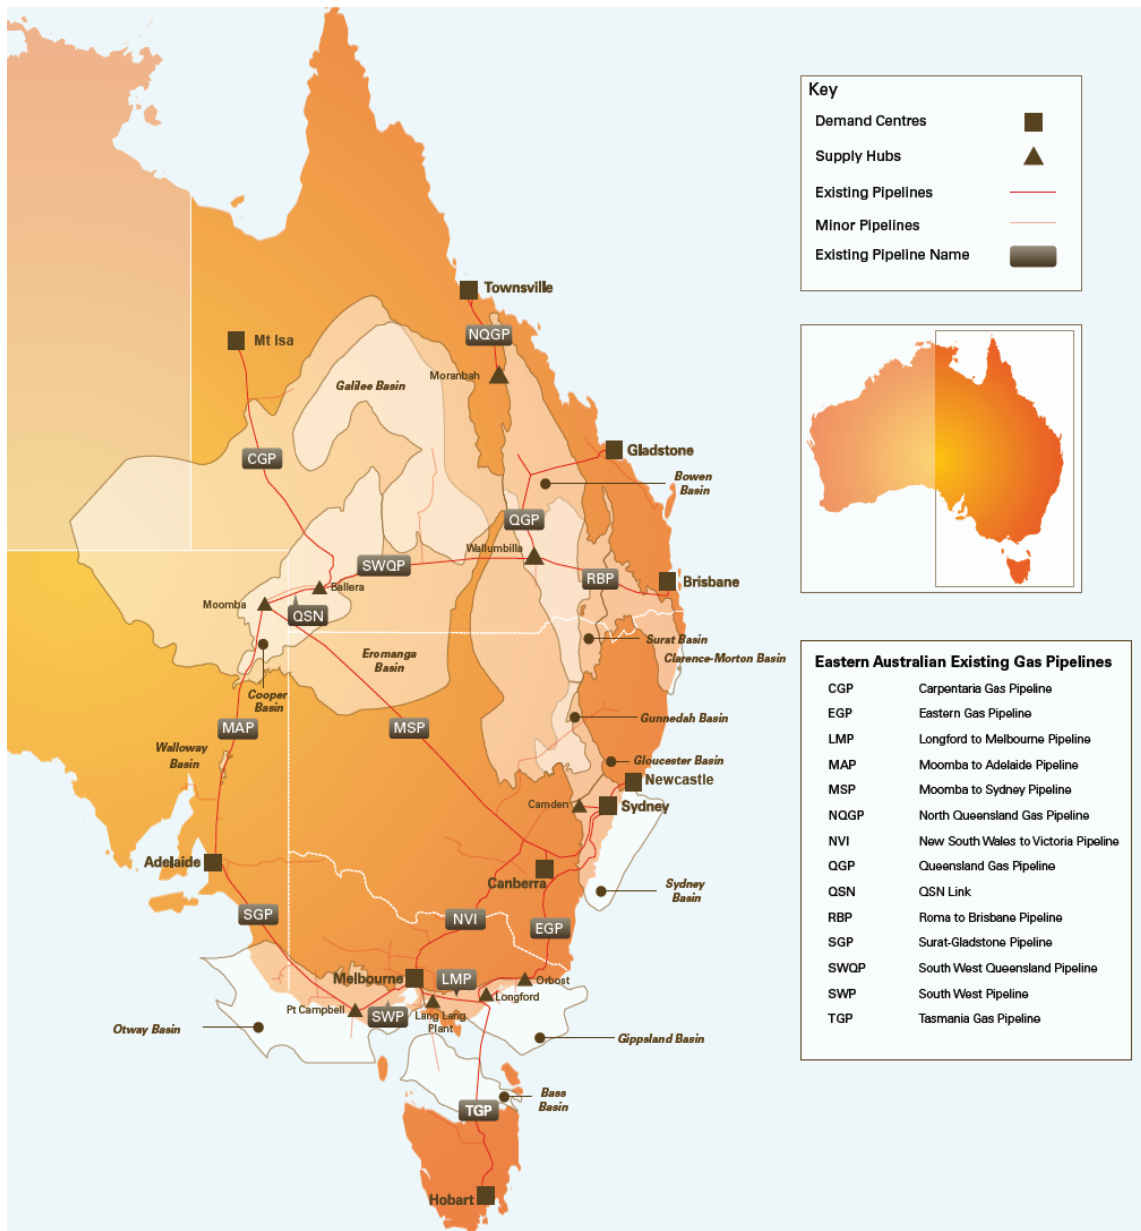 Key
Demand Centres
Supply Hubs
Existing Pipelines
Minor Pipelines
Existing Pipeline Name
Townsville
NQGP
Mt Isa
Moranbah
Galilee Basin
Gladstone
CGP
Bowen
Basin
QGP
Wallumbilla
SWQP
RBP
Brisbane
Ballera
Moomba
QSN
Surat Basin
Eromanga
Basin
Clarence-Morton Basin
Cooper
Basin
MAP
MSP
Gunnedah Basin
Walloway
Basin
Gloucester Basin
Newcastle
Camden
Sydney
Adelaide
Canberra
Sydney
Basin
SGP
NVI
EGP
Melbourne
LMP
Orbost
Longford
Pt Campbell
SWP
Lang Lang
Plant
Otway Basin
Gippsland Basin
Bass
Basin
TGP
Hobart
Eastern Australian Existing Gas Pipelines
CGP Carpentaria Gas Pipeline
EGP Eastern Gas Pipeline
LMP Longford to Melbourne Pipeline
MAP Moomba to Adelaide Pipeline
MSP Moomba to Sydney Pipeline
NQGP North Queensland Gas Pipeline
NVI New South Wales to Victoria Pipeline
QGP Queensland Gas Pipeline
QSN QSN Link
RBP Roma to Brisbane Pipeline
SGP Surat-Gladstone Pipeline
SWQP South West Queensland Pipeline
SWP South West Pipeline
TGP Tasmania Gas Pipeline